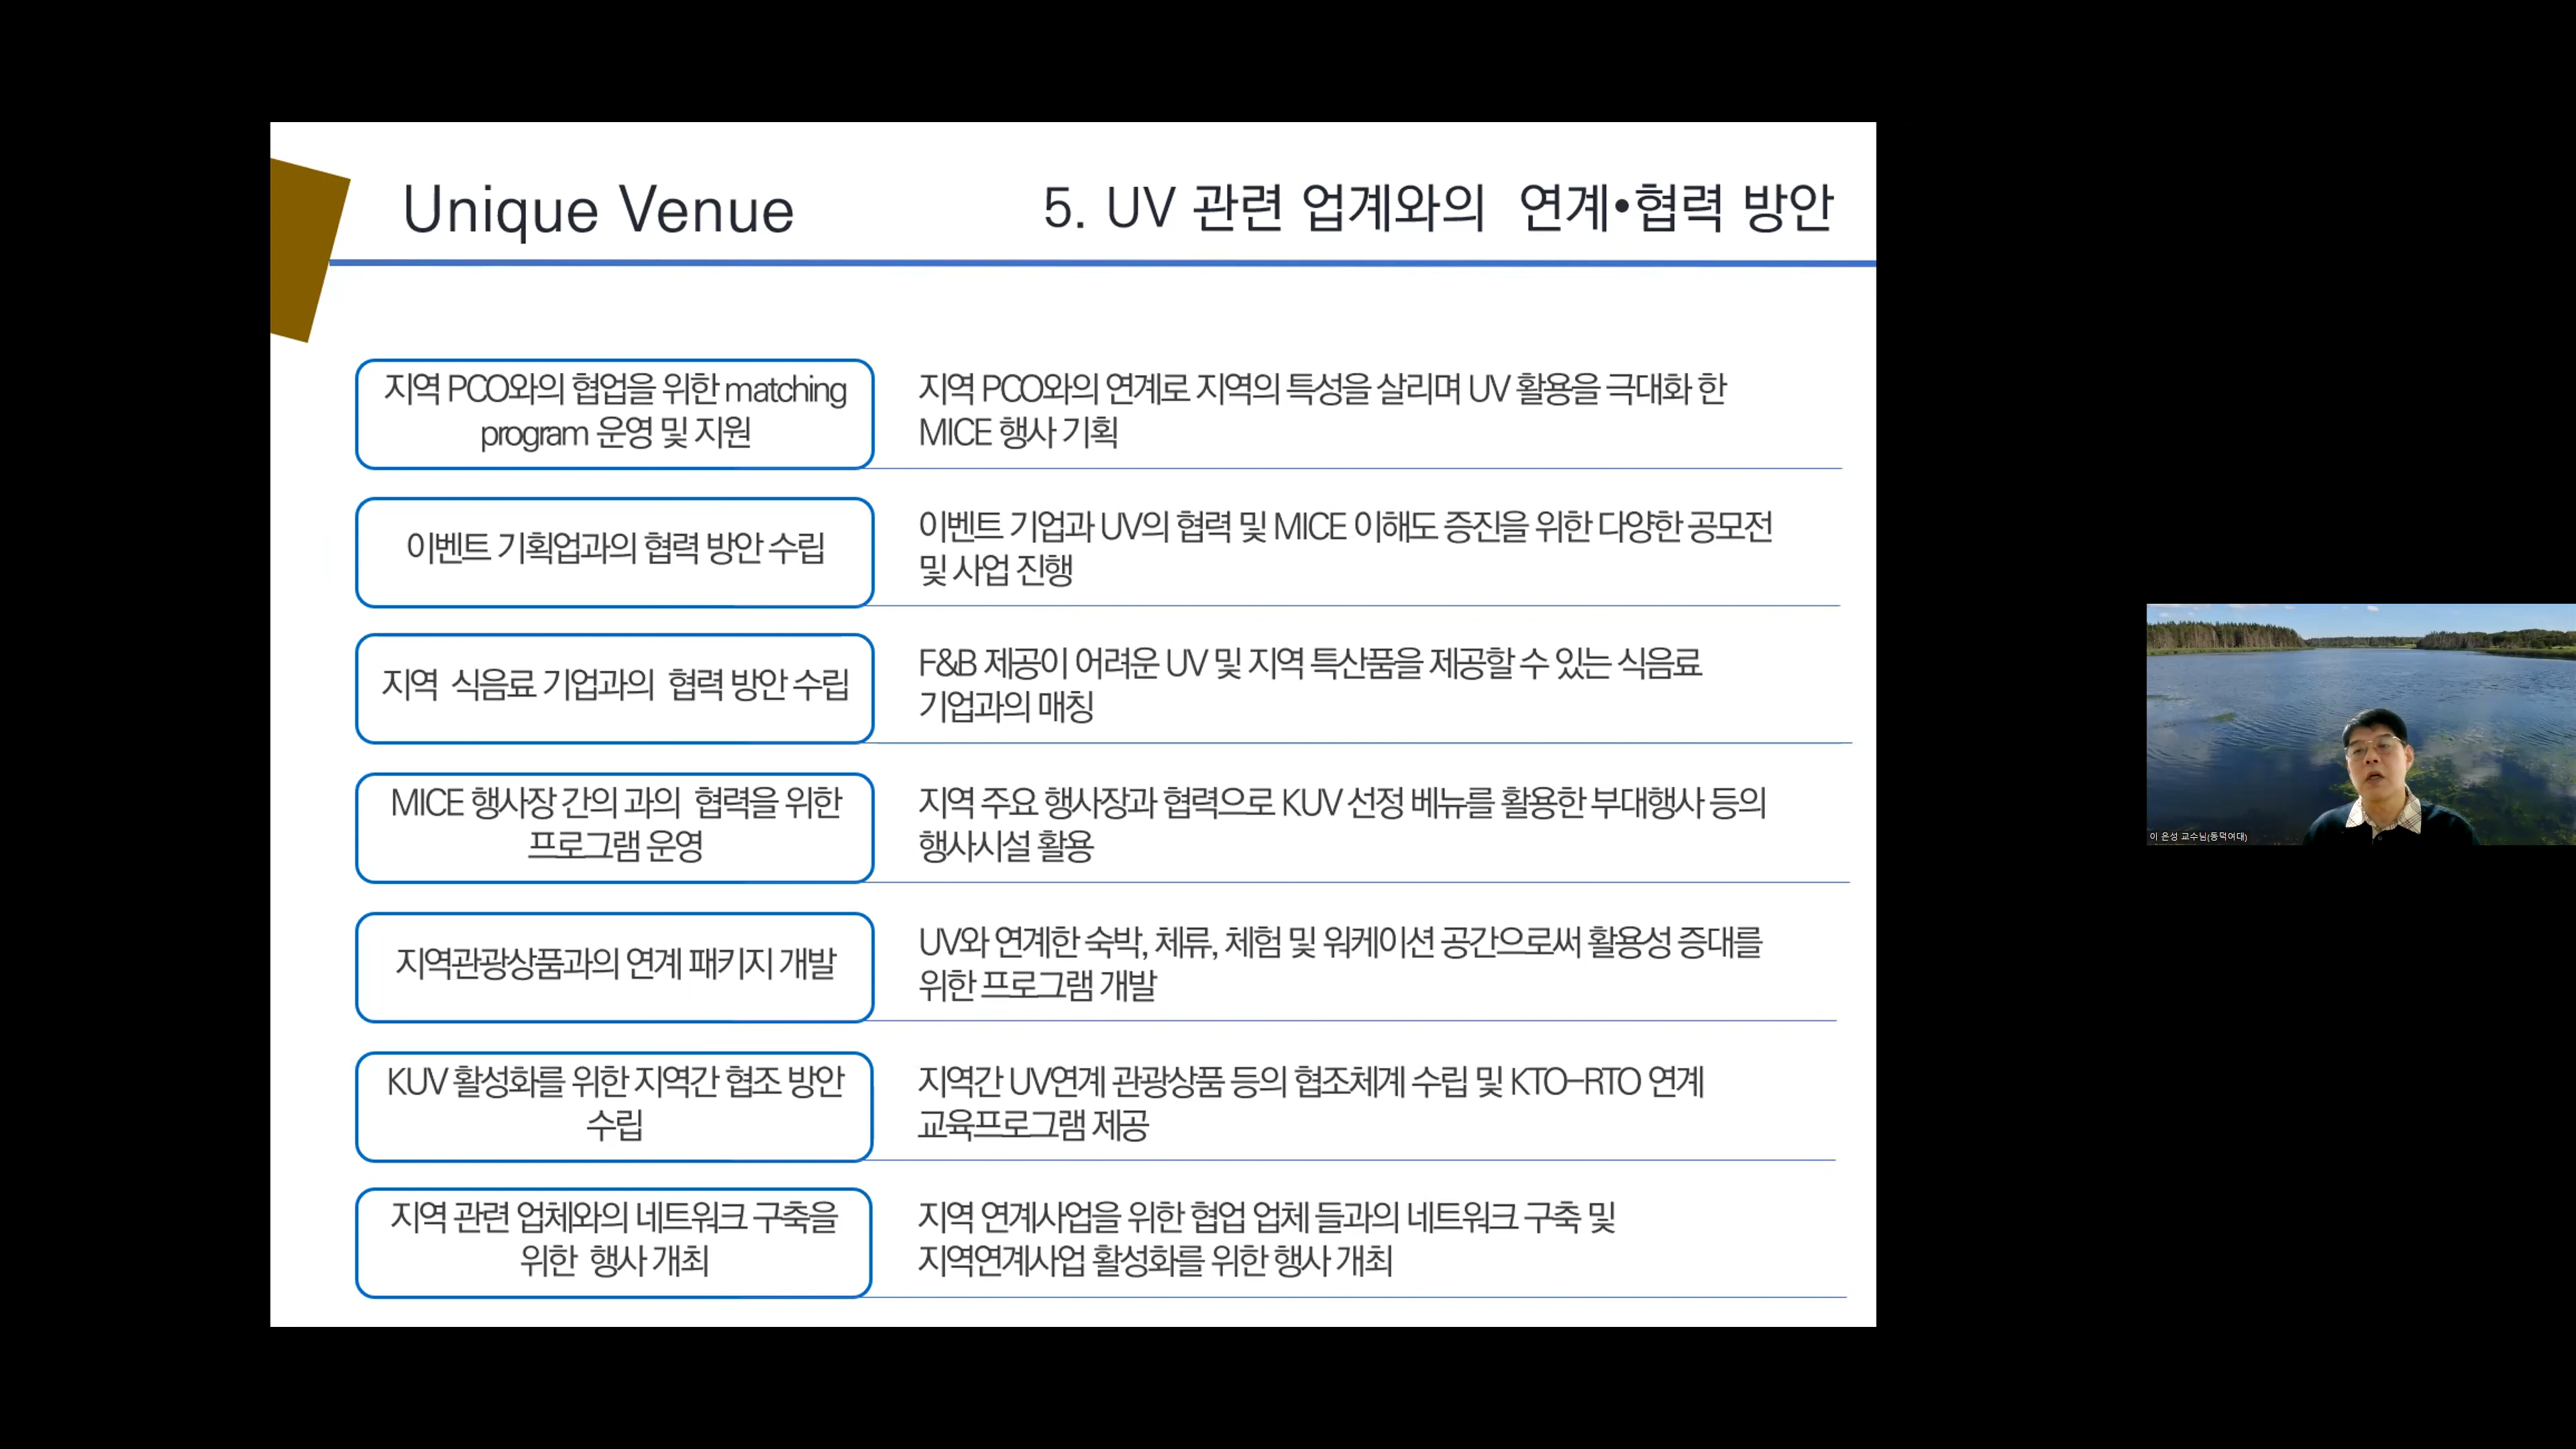 Unique Venue
5. UV 관련 업계와의 연계•협력 방안
지역 PCO와의 협업을 위한 matching
program 운영 및 지원
지역 PCO와의 연계로 지역의 특성을 살리며 UV 활용을 극대화 한
MICE 행사 기획
이벤트 기획업과의 협력 방안 수립
이벤트 기업과 UV의 협력 및 MICE 이해도 증진을 위한 다양한 공모전
및 사업 진행
지역 식음료 기업과의 협력 방안 수립
F&B 제공이 어려운 UV 및 지역 특산품을 제공할 수 있는 식음료
기업과의 매칭
MICE 행사장 간의 과의 협력을 위한
프로그램 운영
지역 주요 행사장과 협력으로 KUV 선정 베뉴를 활용한 부대행사 등의
행사시설 활용
지역관광상품과의 연계 패키지 개발
UV와 연계한 숙박, 체류, 체험 및 워케이션 공간으로써 활용성 증대를
위한 프로그램 개발
KUV 활성화를 위한 지역간 협조 방안
수립
지역간 UV연계 관광상품 등의 협조체계 수립 및 KTO-RTO 연계
교육프로그램 제공
지역 관련 업체와의 네트워크 구축을
위한 행사 개최
지역 연계사업을 위한 협업 업체 들과의 네트워크 구축 및
지역연계사업 활성화를 위한 행사 개최
이 은성 교수님(동덕여대)